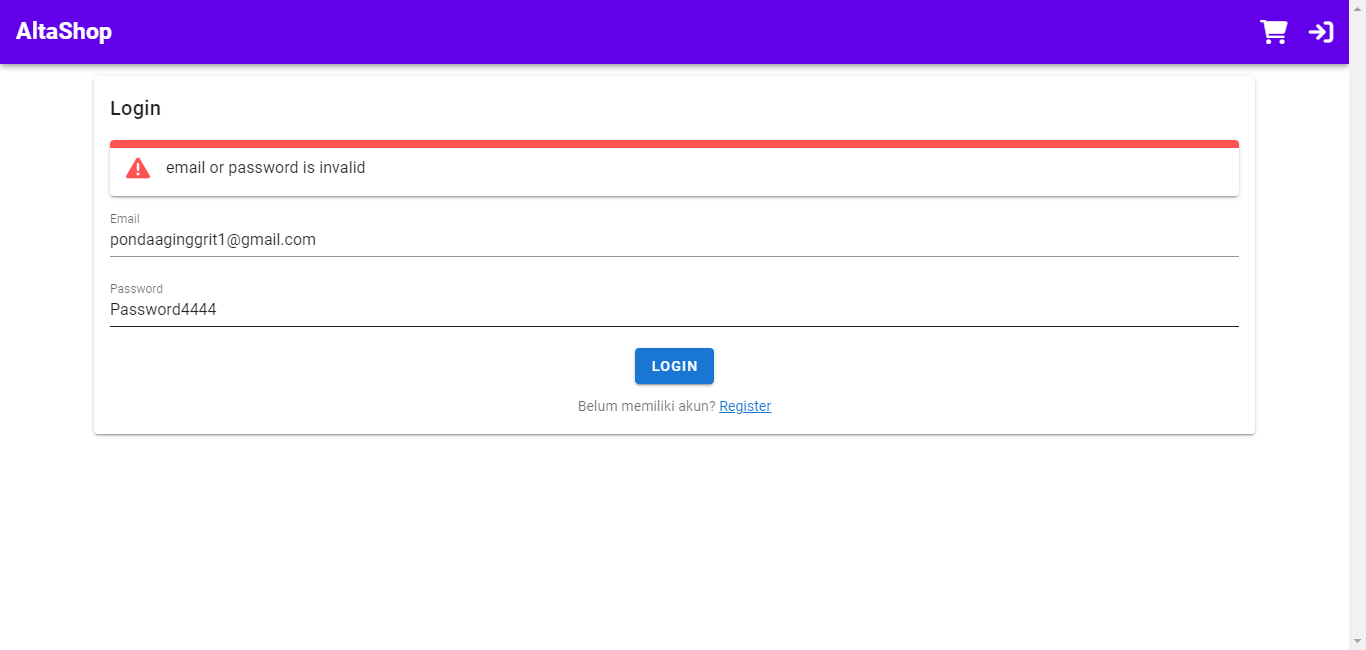 AltaShop
Login
email or password is invalid
Email
pondaaginggrit1@gmail.com
Password
Password4444
LOGIN
Belum memiliki akun? Register